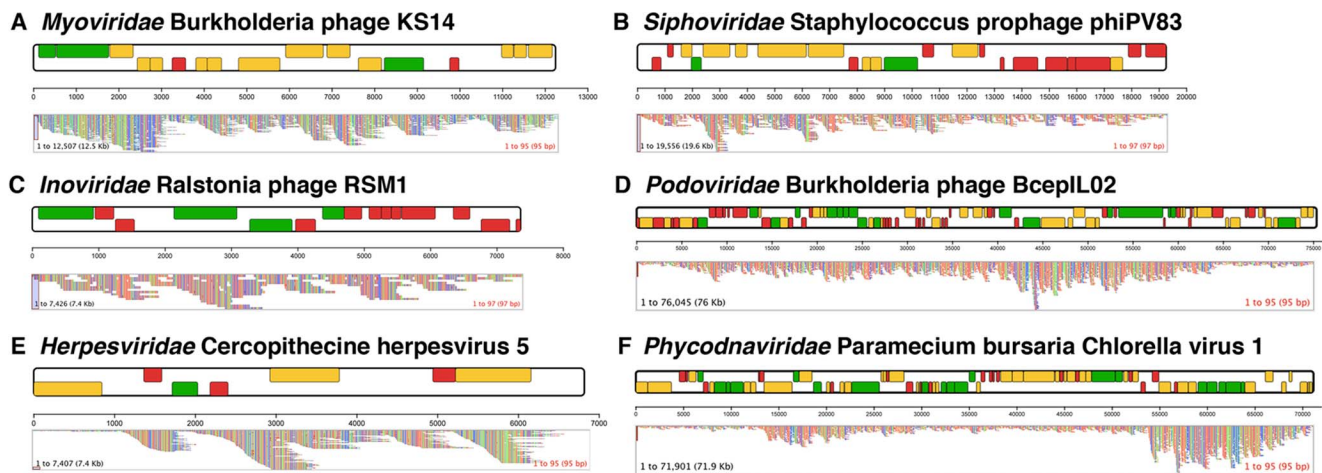 A Myoviridae Burkholderia phage KS14
0 1000 2000 3000 4000 5000 6000 7000 8000 9000 10000 11000 12000 13000
1 to 12,507 (12.5 Kb) 1 to 95 (95 bp)
B Siphoviridae Staphylococcus prophage phiPV83
0 1000 2000 3000 4000 5000 6000 7000 8000 9000 10000 11000 12000 13000 14000 15000 16000 17000 18000 19000 20000
1 to 19,556 (19.6 Kb) 1 to 97 (97 bp)
C Inoviridae Ralstonia phage RSM1
0 1000 2000 3000 4000 5000 6000 7000 8000
1 to 7,426 (7.4 Kb) 1 to 97 (97 bp)
D Podoviridae Burkholderia phage BcepIL02
0 5000 10000 15000 20000 25000 30000 35000 40000 45000 50000 55000 60000 65000 70000 75000
1 to 76,045 (76 Kb) 1 to 95 (95 bp)
E Herpesviridae Cercopithecine herpesvirus 5
0 1000 2000 3000 4000 5000 6000 7000
1 to 7,407 (7.4 Kb) 1 to 95 (95 bp)
F Phycodnaviridae Paramecium bursaria Chlorella virus 1
0 5000 10000 15000 20000 25000 30000 35000 40000 45000 50000 55000 60000 65000 70000
1 to 71,901 (71.9 Kb) 1 to 95 (95 bp)